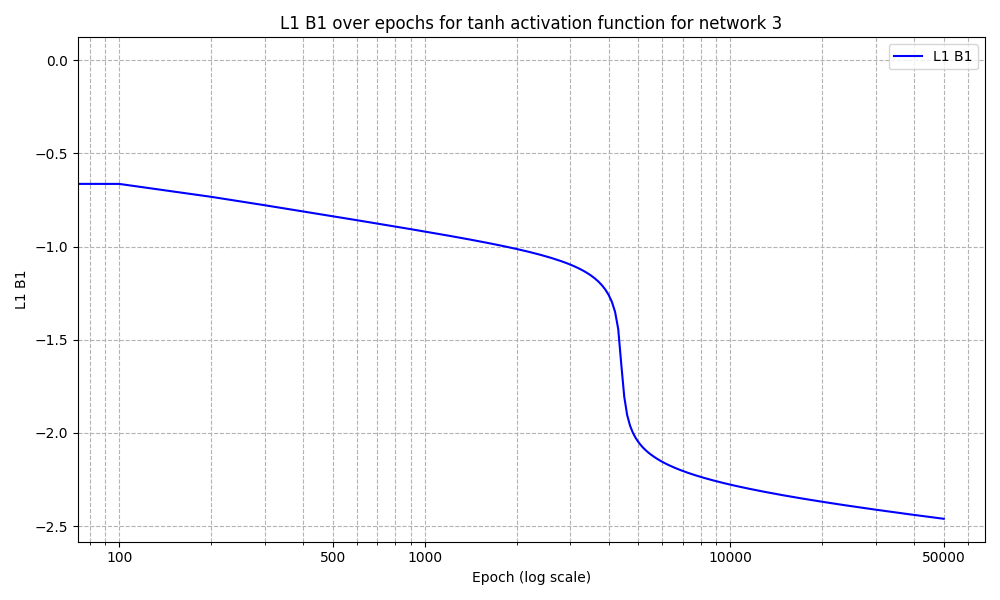 L1 B1 over epochs for tanh activation function for network 3
L1 B1
0.0
−0.5
−1.0
−1.5
−2.0
−2.5
L1 B1
100
500
1000
10000
50000
Epoch (log scale)